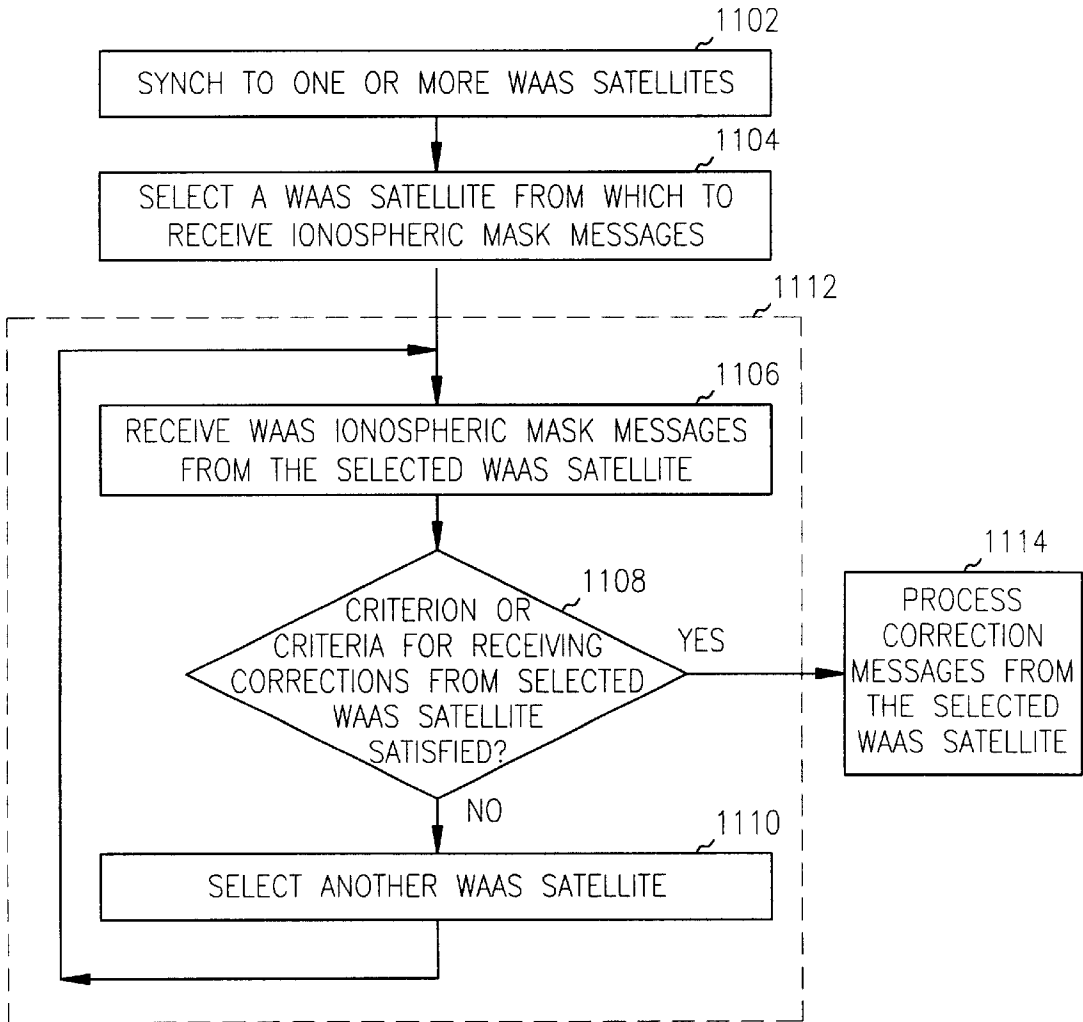 1102
SYNCH TO ONE OR MORE WAAS SATELLITES
1104
SELECT A WAAS SATELLITE FROM WHICH TO
RECEIVE IONOSPHERIC MASK MESSAGES
1112
1106
RECEIVE WAAS IONOSPHERIC MASK MESSAGES
FROM THE SELECTED WAAS SATELLITE
1108
CRITERION OR
CRITERIA FOR RECEIVING
CORRECTIONS FROM SELECTED
WAAS SATELLITE
SATISFIED?
YES
1114
PROCESS
CORRECTION
MESSAGES FROM
THE SELECTED
WAAS SATELLITE
NO
1110
SELECT ANOTHER WAAS SATELLITE